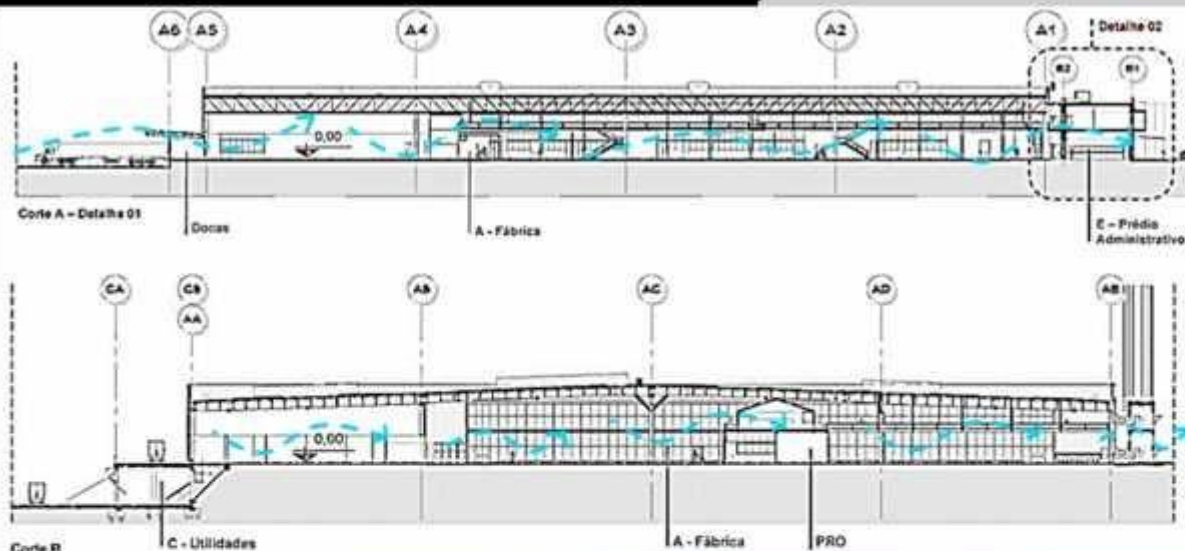 A6 A5 A4 A3 A2 A1 Detalhe 02
B2 B1
0,00
Corte A – Detalhe 01
Docas
A - Fábrica
E – Prédio
Administrativo
CA CB AB AC AD AE
AA
0,00
Corte B
C - Utilidades
A - Fábrica
PRO